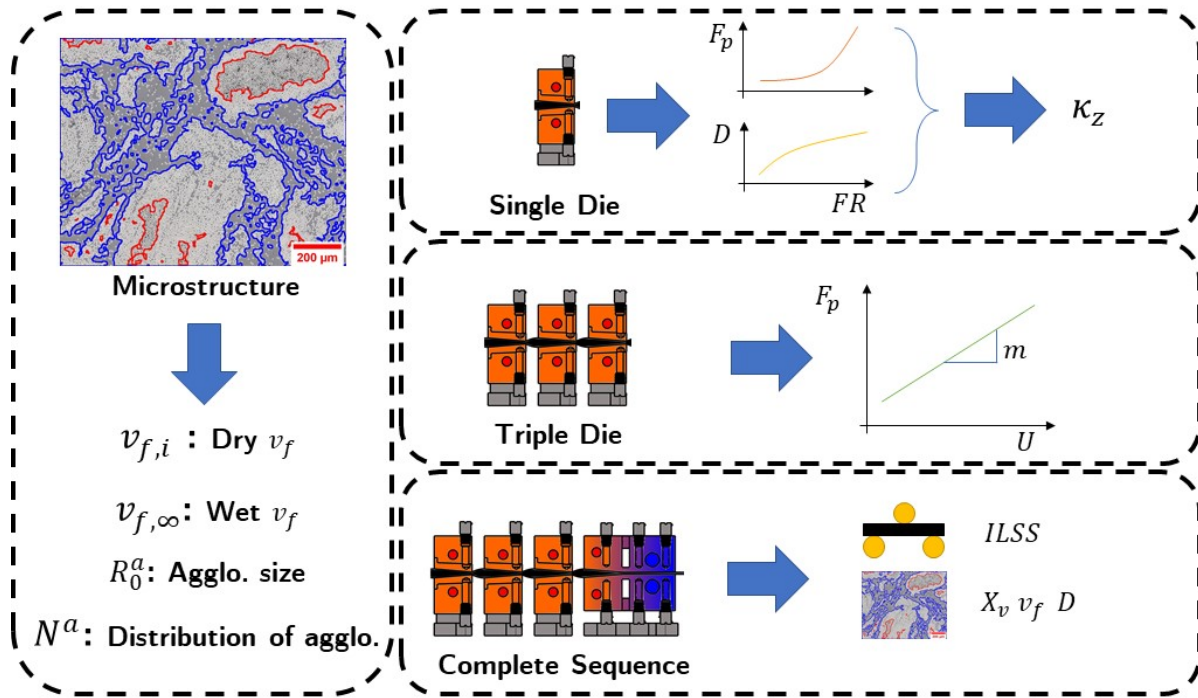 200 μm
Microstructure
v_{f,i} : Dry v_f
v_{f,∞}: Wet v_f
R_0^a: Agglo. size
N^a: Distribution of agglo.
F_p
D
FR
κ_z
Single Die
F_p
m
U
Triple Die
ILSS
X_v v_f D
Complete Sequence